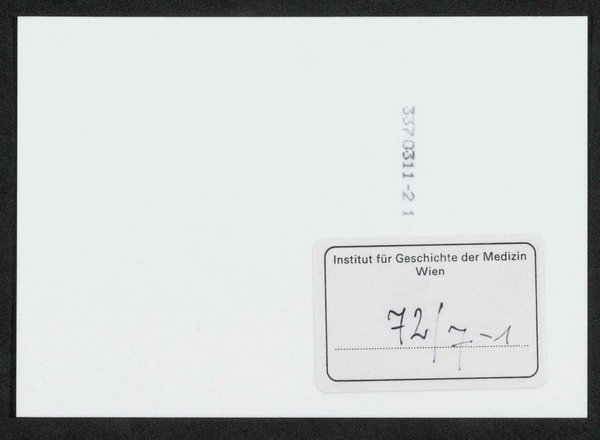 3370311-21
Institut für Geschichte der Medizin
Wien
72/7-1